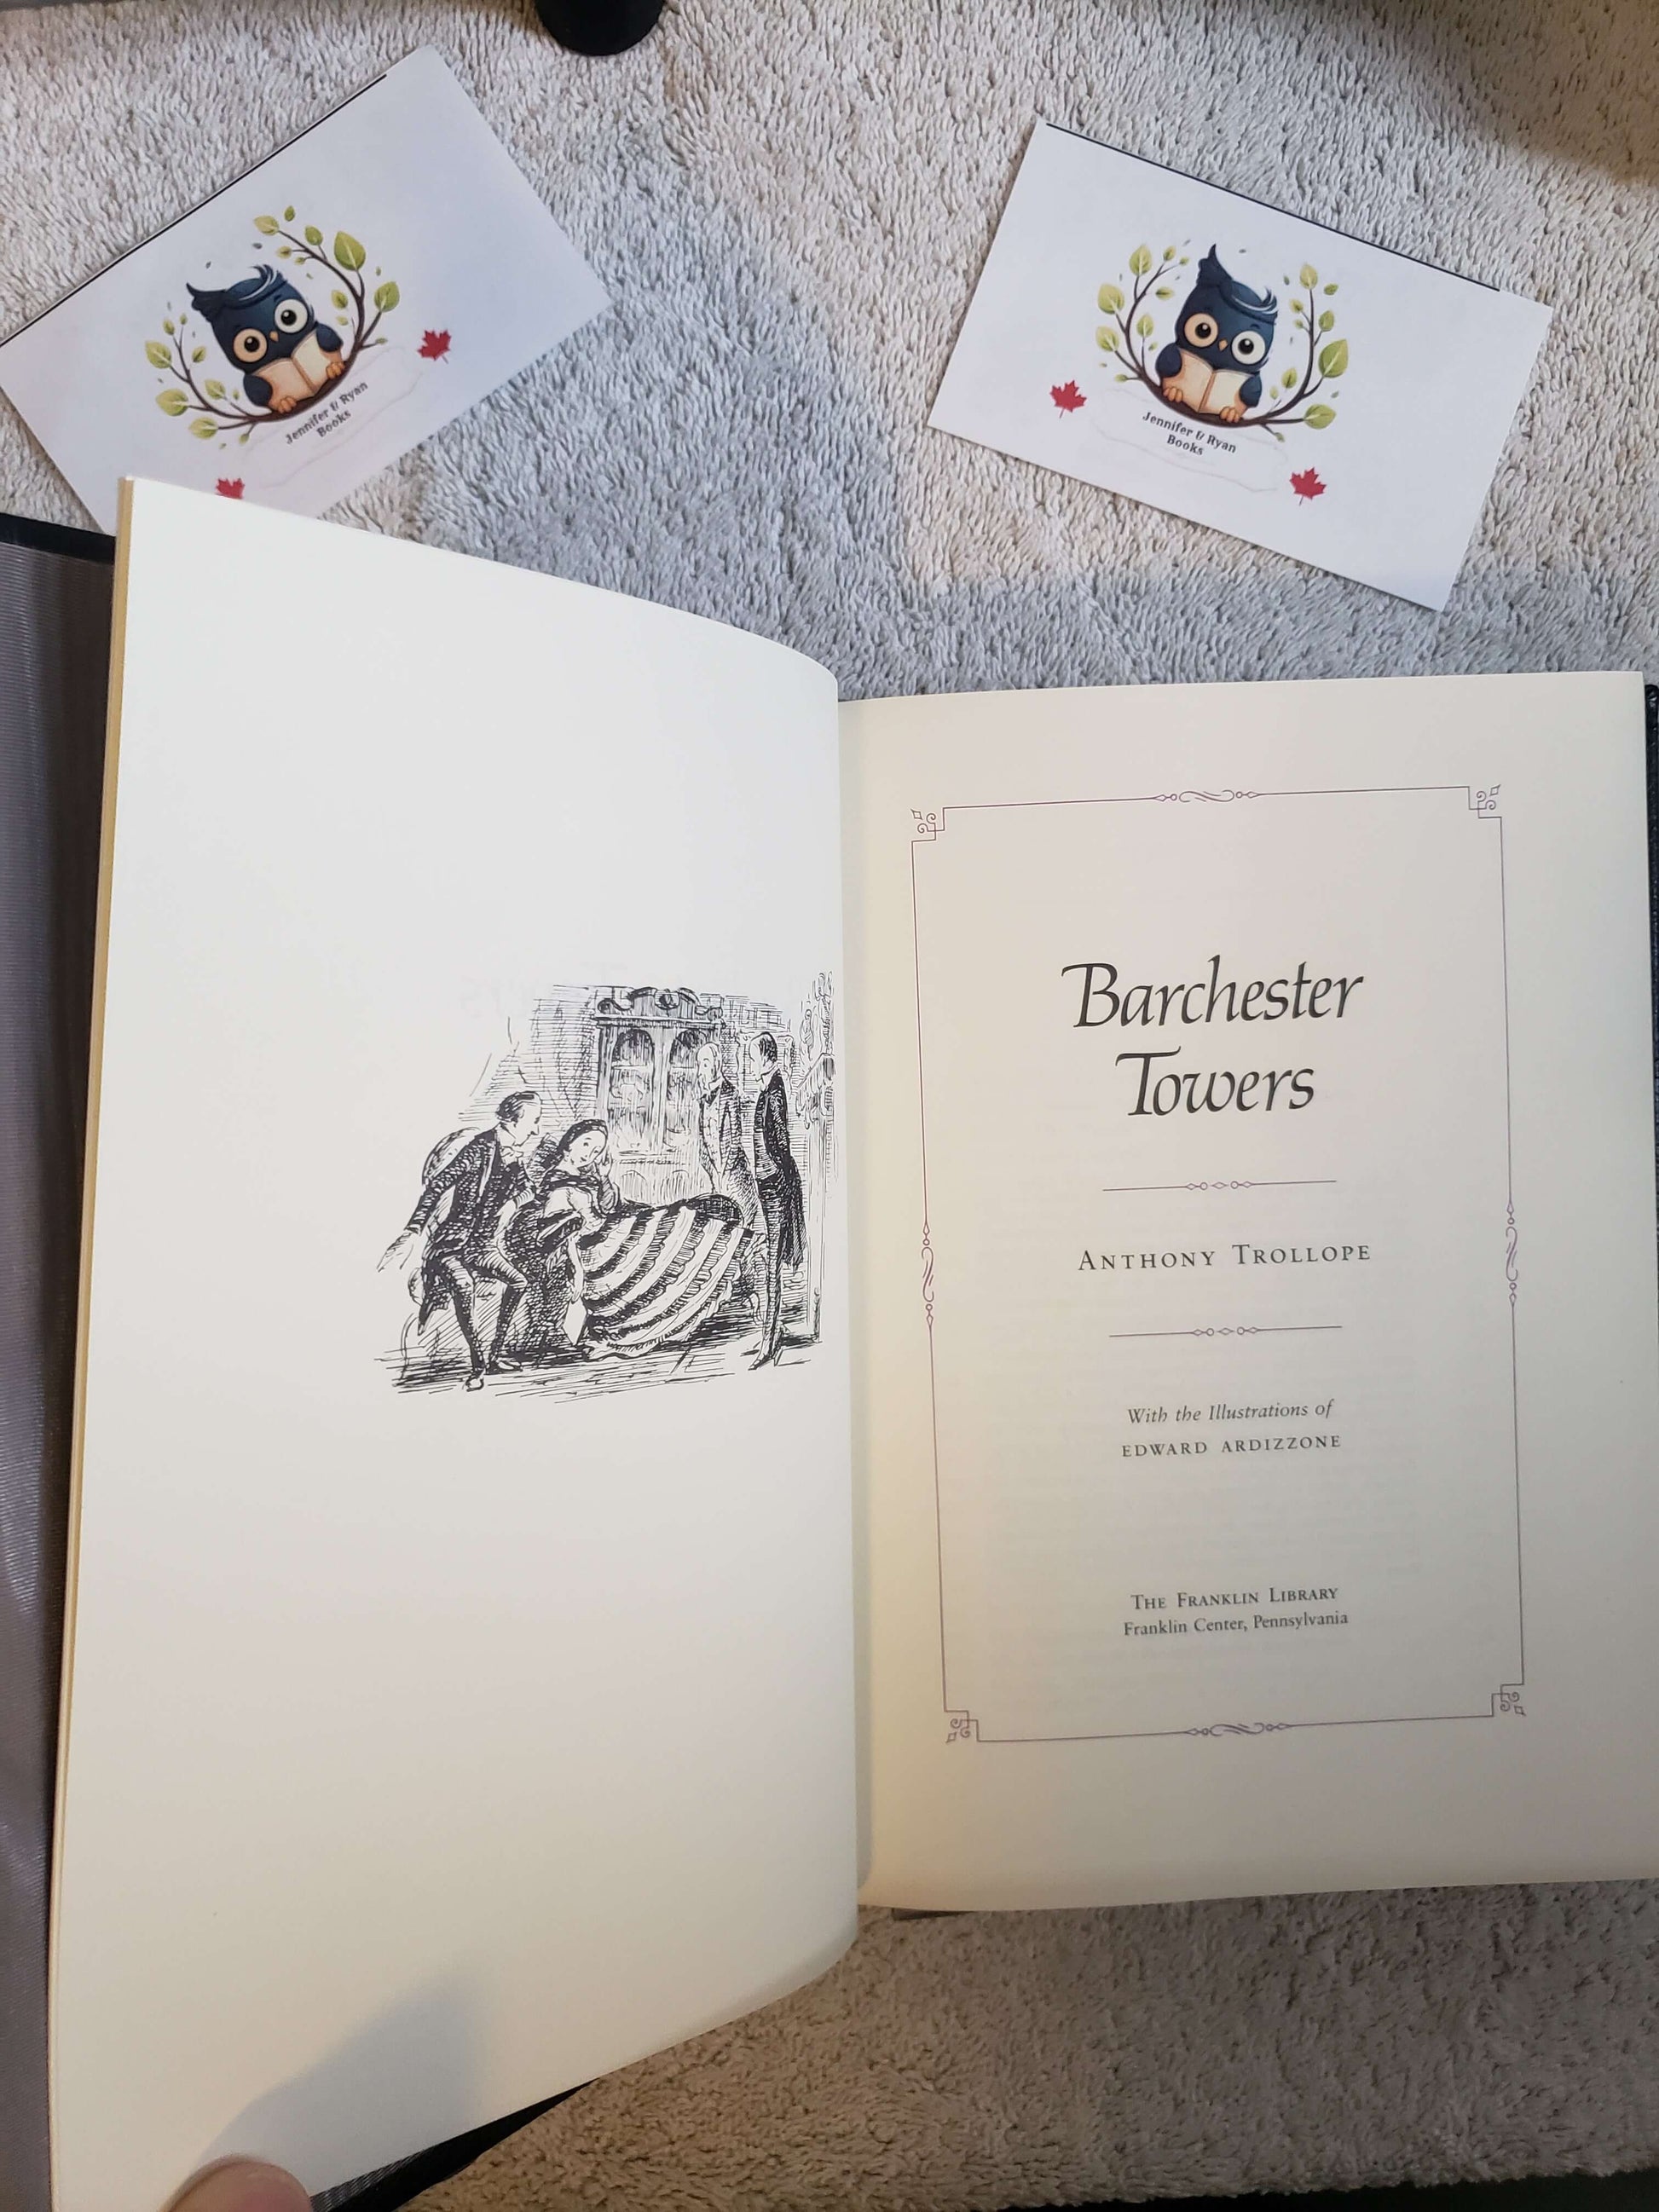 Jennifer & Ryan
Books
Jennifer & Ryan
Books
Barchester
Towers
ANTHONY TROLLOPE
With the Illustrations of
EDWARD ARDIZZONE
THE FRANKLIN LIBRARY
Franklin Center, Pennsylvania